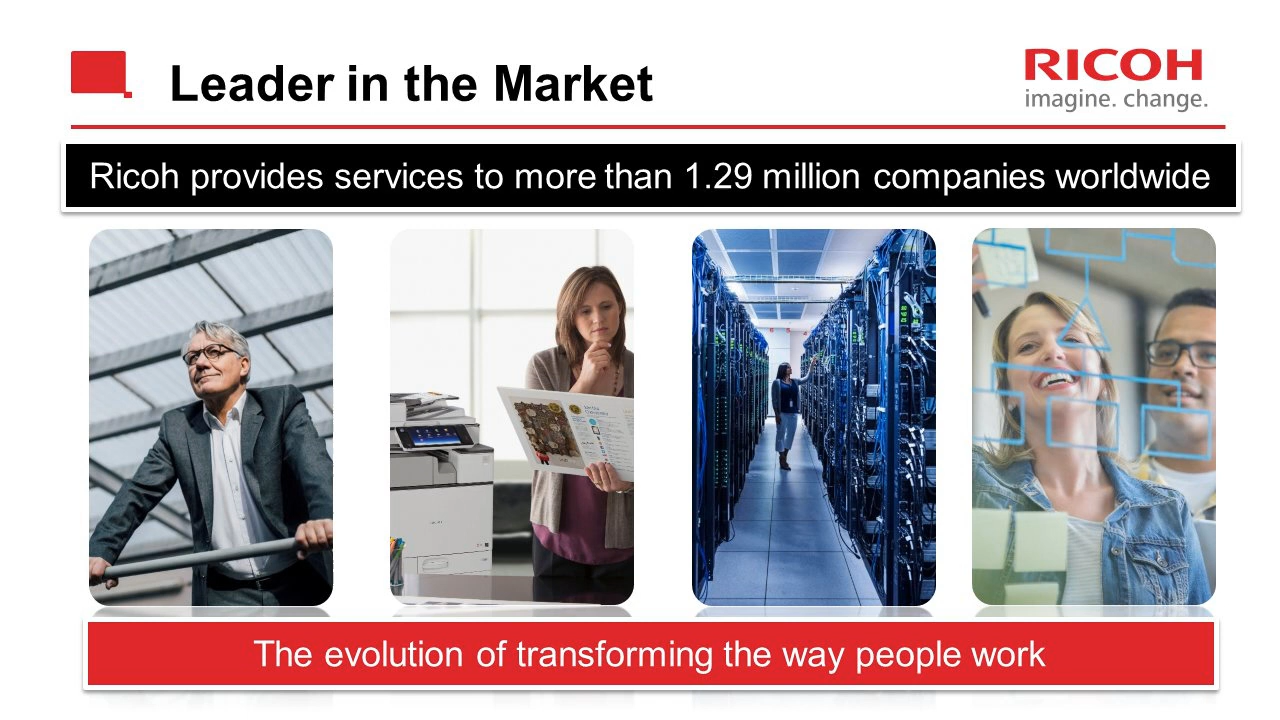 Leader in the Market
RICOH
imagine. change.
Ricoh provides services to more than 1.29 million companies worldwide
The evolution of transforming the way people work